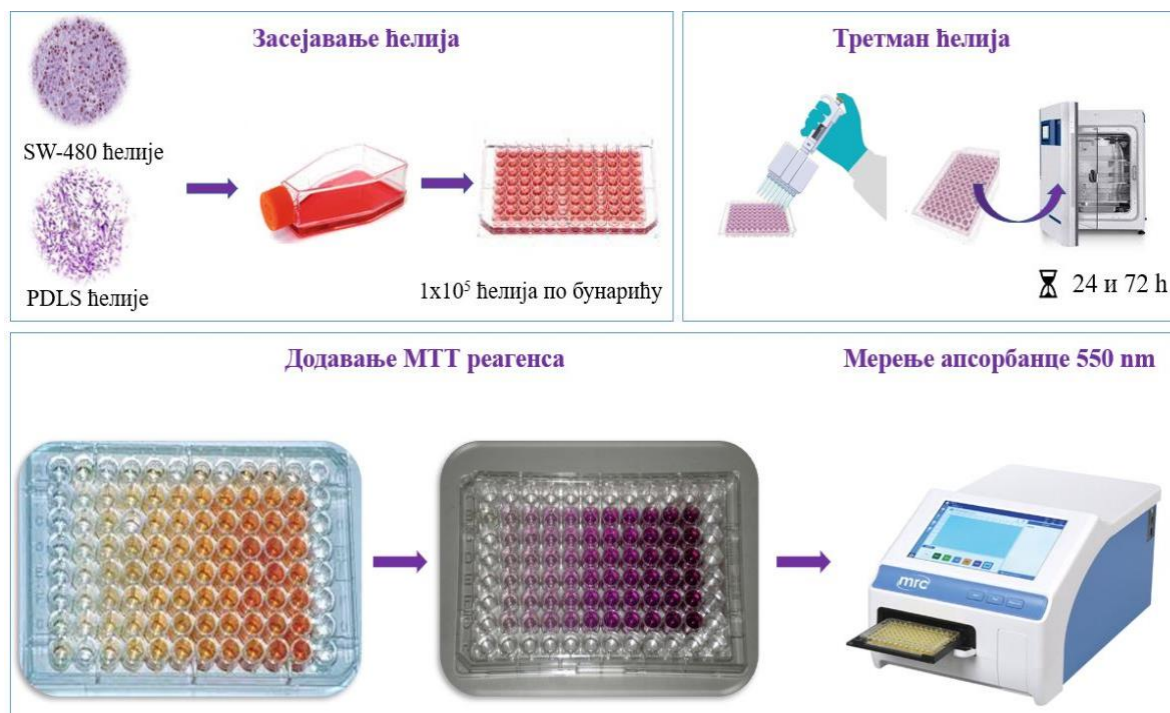 Засејавање ћелија
SW-480 ћелије
PDLS ћелије
1x10⁵ ћелија по бунарићу
Третман ћелија
24 и 72 h
Додавање МТТ реагенса
Мерење апсорбанце 550 nm
mrc